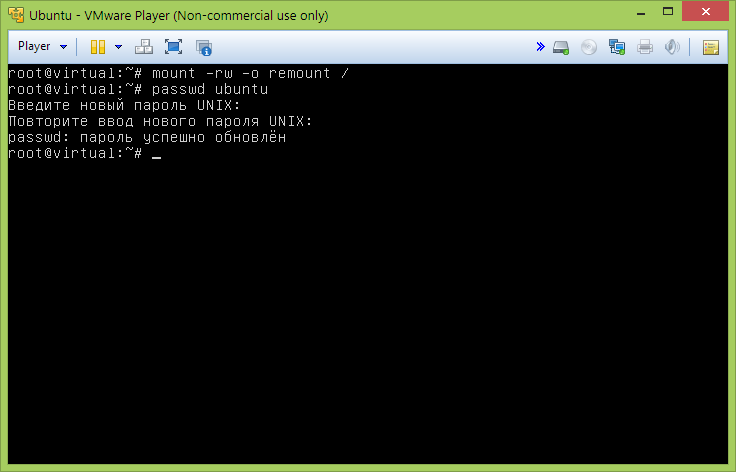 Ubuntu - VMware Player (Non-commercial use only)
Player
root@virtual:~# mount -rw -o remount /
root@virtual:~# passwd ubuntu
Введите новый пароль UNIX:
Повторите ввод нового пароля UNIX:
passwd: пароль успешно обновлён
root@virtual:~# _